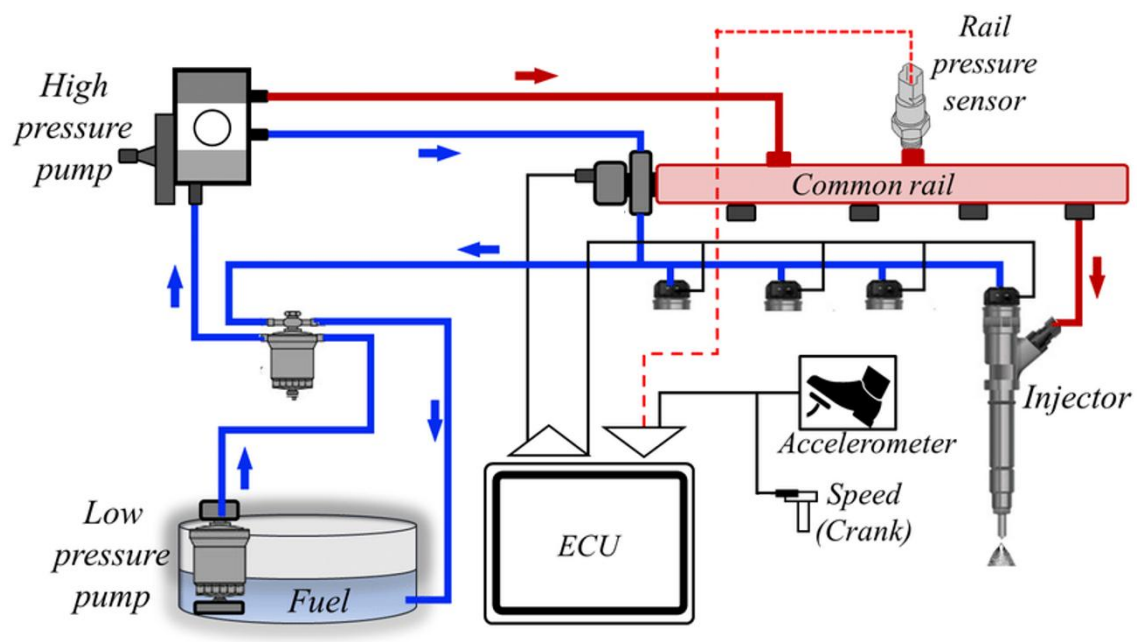 High
pressure
pump
Rail
pressure
sensor
Common rail
Injector
Accelerometer
Speed
(Crank)
ECU
Low
pressure
pump
Fuel